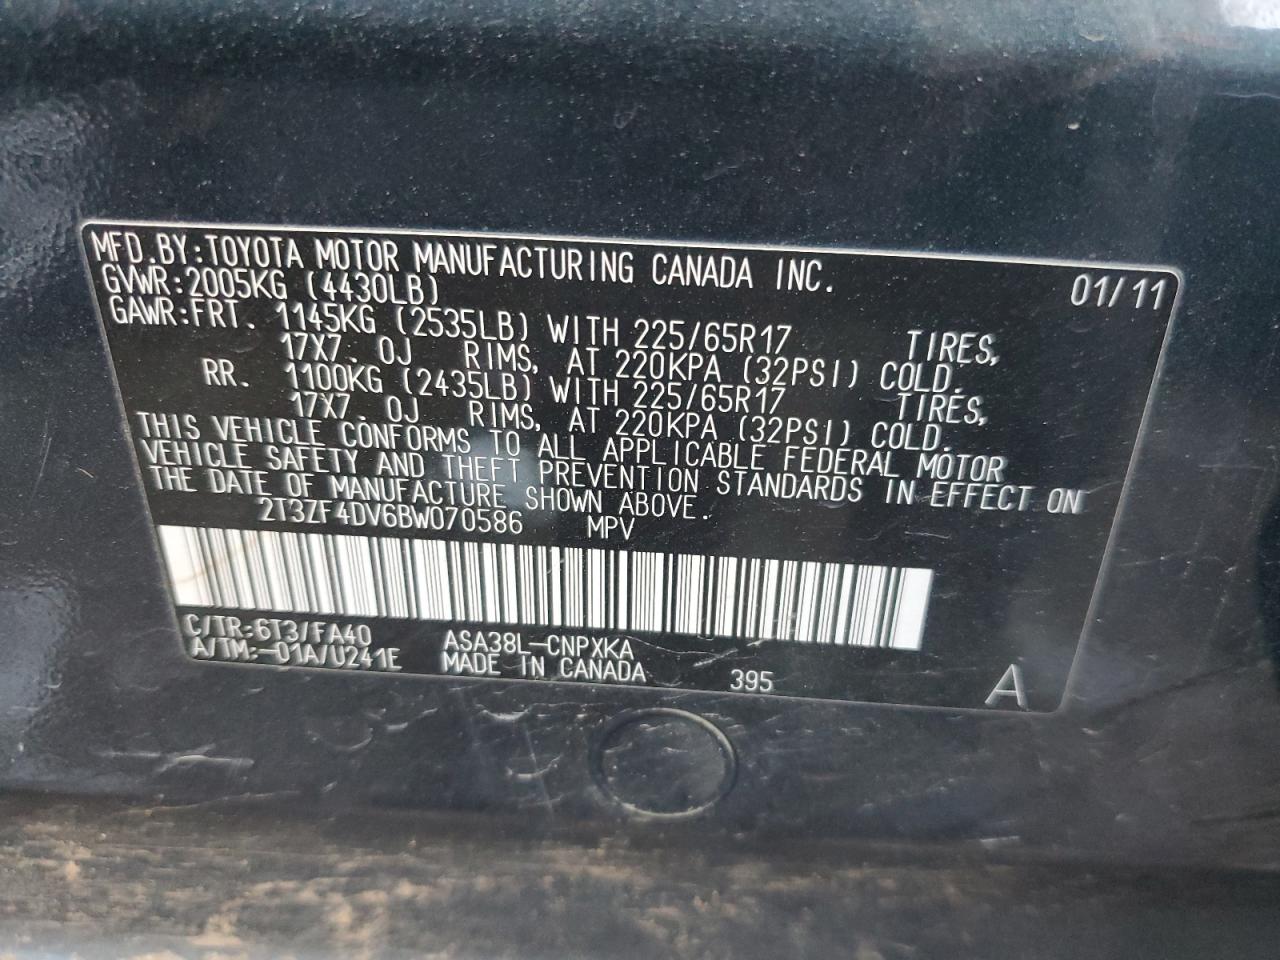 MFD.BY:TOYOTA MOTOR MANUFACTURING CANADA INC. 01/11
GVWR:2005KG (4430LB)
GAWR:FRT. 1145KG (2535LB) WITH 225/65R17 TIRES,
17X7.0J RIMS, AT 220KPA (32PSI) COLD.
RR. 1100KG (2435LB) WITH 225/65R17 TIRES,
17X7.0J RIMS, AT 220KPA (32PSI) COLD.
THIS VEHICLE CONFORMS TO ALL APPLICABLE FEDERAL MOTOR
VEHICLE SAFETY AND THEFT PREVENTION STANDARDS IN EFFECT ON
THE DATE OF MANUFACTURE SHOWN ABOVE.
2T3ZF4DV6BW070586 MPV
C/TR:6T3/FA40 ASA38L-CNPXKA
A/TM:-01A/U241E MADE IN CANADA 395 A